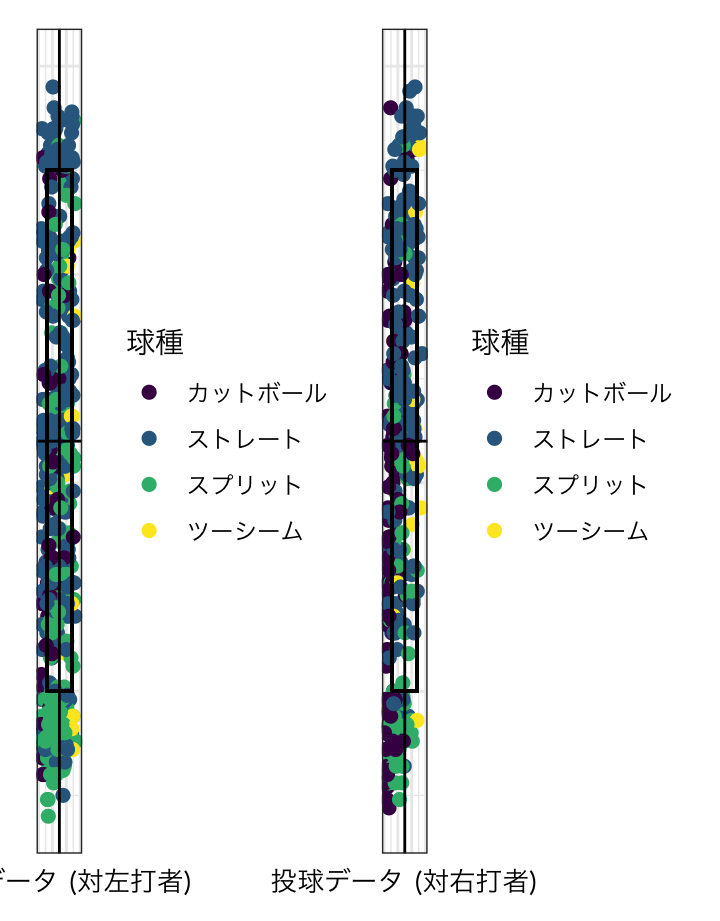 球種
カットボール
ストレート
スプリット
ツーシーム
球種
カットボール
ストレート
スプリット
ツーシーム
データ (対左打者)
投球データ (対右打者)